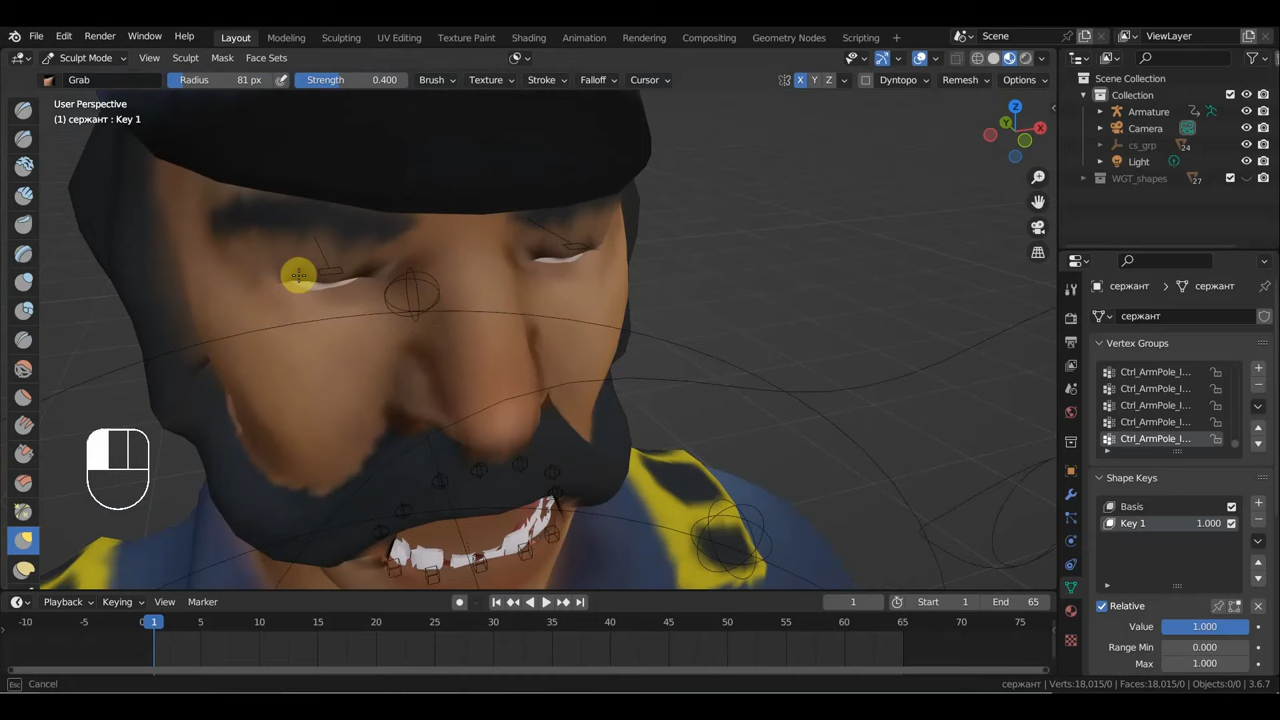 File Edit Render Window Help Layout Modeling Sculpting UV Editing Texture Paint Shading Animation Rendering Compositing Geometry Nodes Scripting + Scene ViewLayer
Sculpt Mode View Sculpt Mask Face Sets
Grab Radius 81 px Strength 0.400 Brush Texture Stroke Falloff Cursor X Y Z Dyntopo Remesh Options
User Perspective
(1) сержант : Key 1
Z
X
Y
Scene Collection
Collection
Armature
Camera
cs_grp 24
Light
WGT_shapes 27
сержант сержант
сержант
Vertex Groups
Ctrl_ArmPole_I...
Ctrl_ArmPole_I...
Ctrl_ArmPole_I...
Ctrl_ArmPole_I...
Ctrl_ArmPole_I...
Shape Keys
Basis
Key 1 1.000
Relative
Value 1.000
Range Min 0.000
Max 1.000
Playback Keying View Marker 1 Start 1 End 65
-10 -5 0 1 5 10 15 20 25 30 35 40 45 50 55 60 65 70 75
Esc Cancel сержант | Verts:18,015/0 | Faces:18,015/0 | Objects:0/0 | 3.6.7